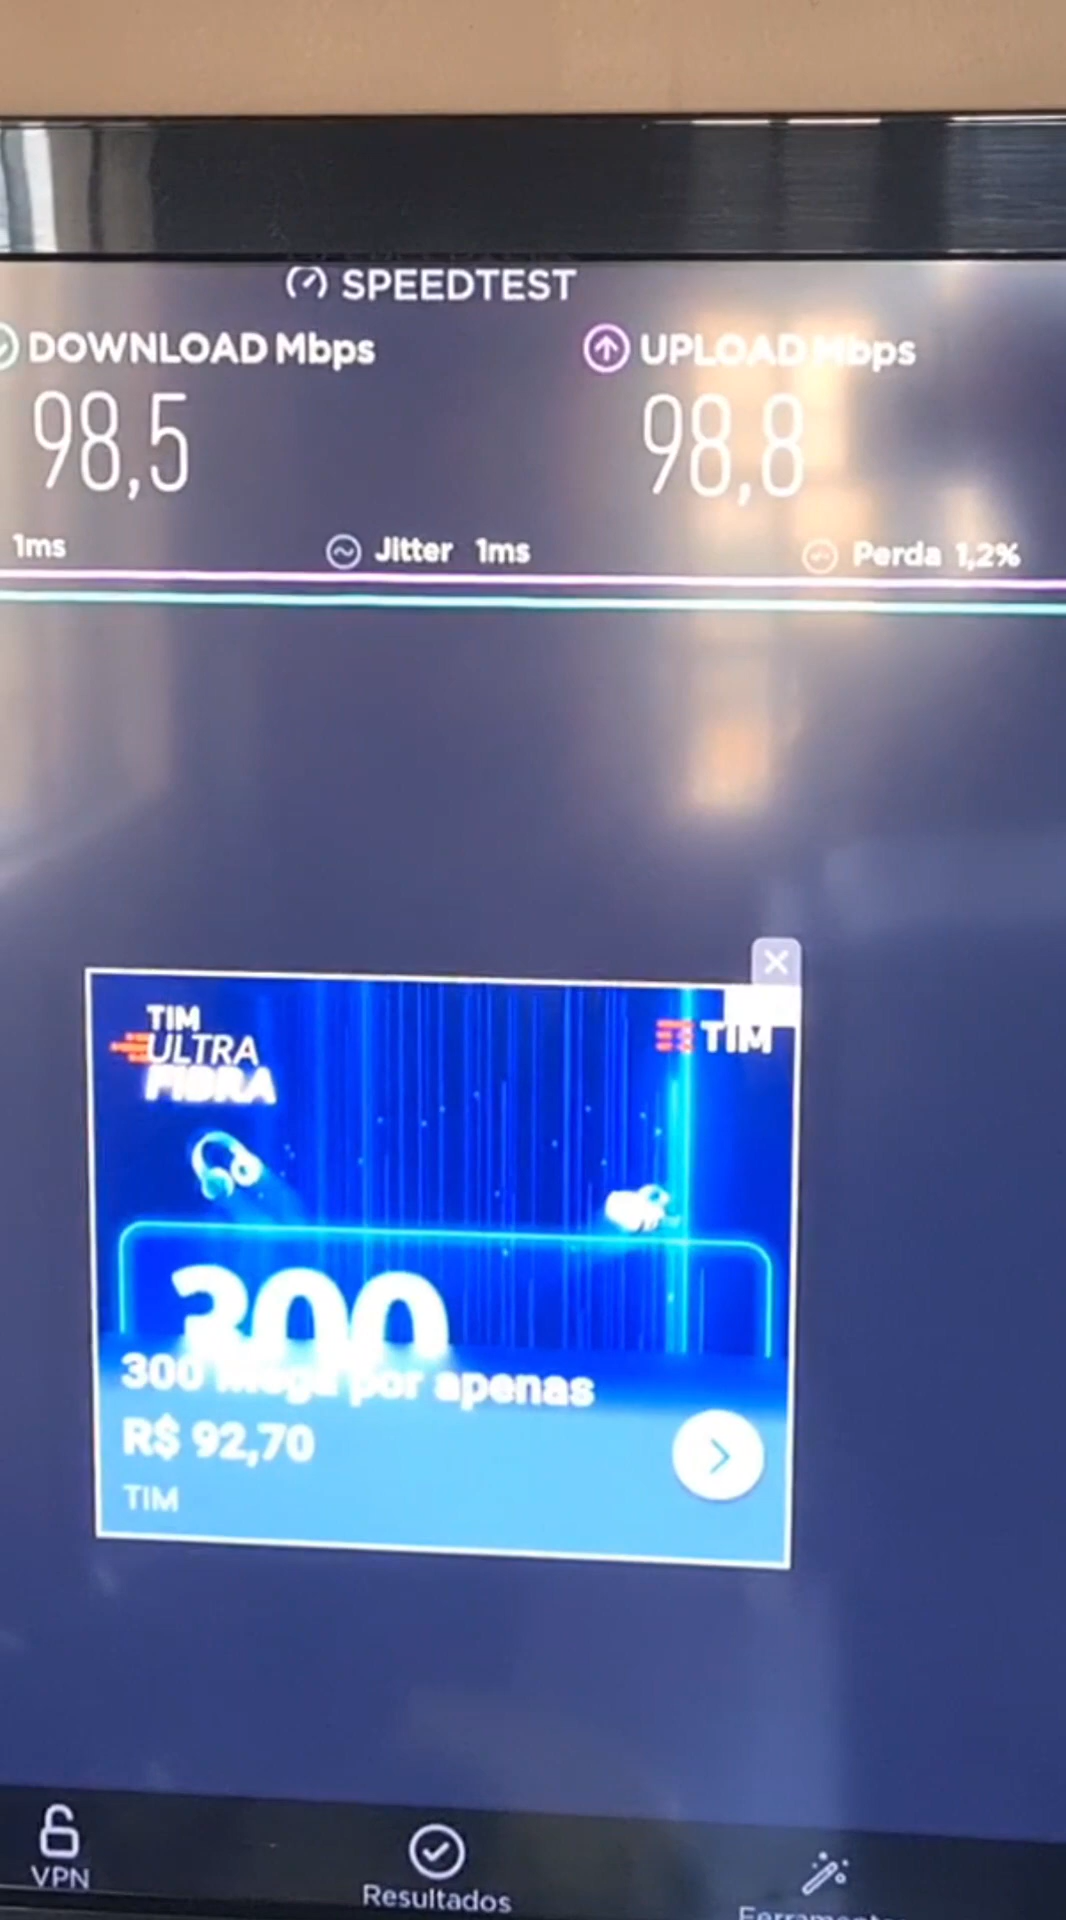 SPEEDTEST
DOWNLOAD Mbps
UPLOAD Mbps
98,5
98,8
1ms
Jitter 1ms
Perda 1,2%
TIM
ULTRA
FIBRA
TIM
300
300 Mega por apenas
R$ 92,70
TIM
VPN
Resultados